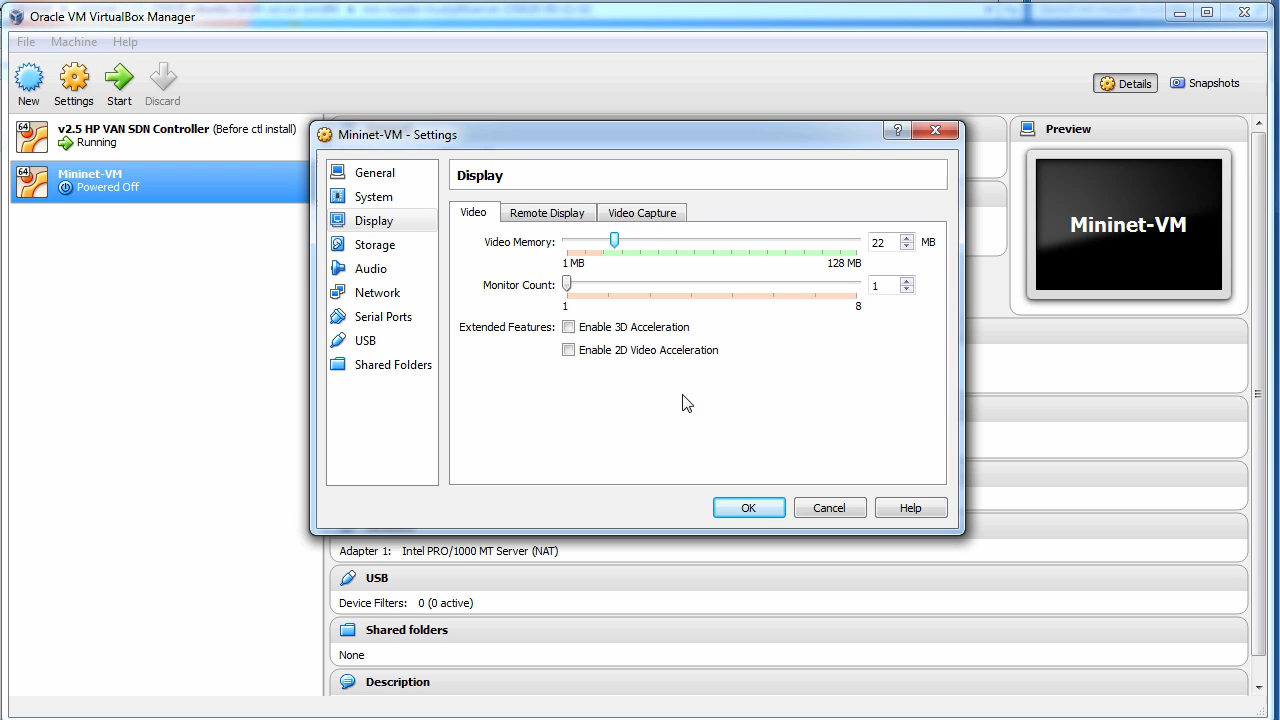 Oracle VM VirtualBox Manager
File Machine Help
New Settings Start Discard
Details Snapshots
64 v2.5 HP VAN SDN Controller (Before ctl install)
Running
64 Mininet-VM
Powered Off
Preview
Mininet-VM
Mininet-VM - Settings
?
General
System
Display
Storage
Audio
Network
Serial Ports
USB
Shared Folders
Display
Video Remote Display Video Capture
Video Memory: 22 MB
1 MB 128 MB
Monitor Count: 1
1 8
Extended Features: Enable 3D Acceleration
Enable 2D Video Acceleration
OK Cancel Help
Adapter 1: Intel PRO/1000 MT Server (NAT)
USB
Device Filters: 0 (0 active)
Shared folders
None
Description